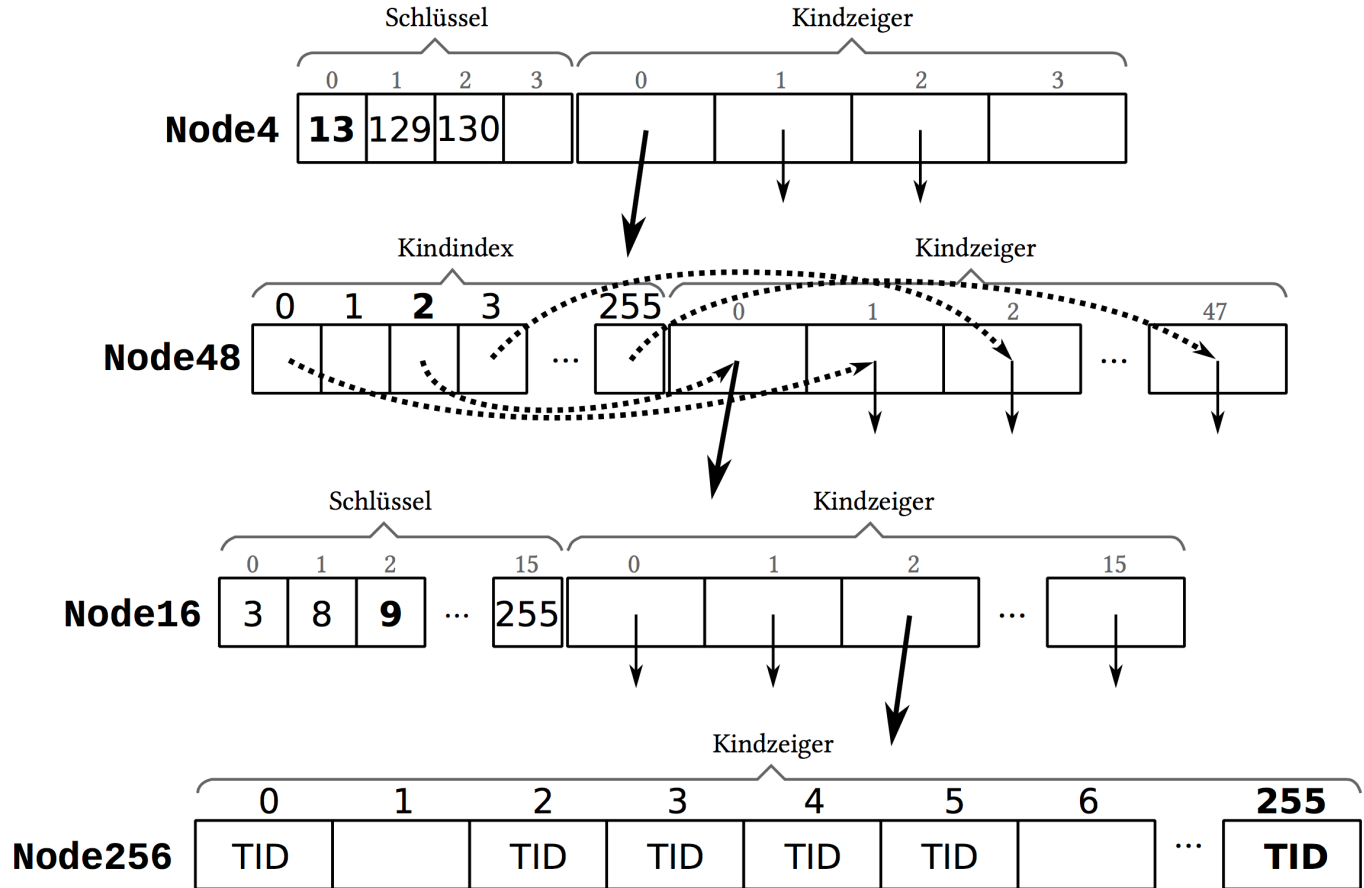 Schlüssel Kindzeiger
0 1 2 3 0 1 2 3
Node4 13 129 130
Kindindex Kindzeiger
0 1 2 3 255 0 1 2 47
Node48 ... ...
Schlüssel Kindzeiger
0 1 2 15 0 1 2 15
Node16 3 8 9 ... 255 ...
Kindzeiger
0 1 2 3 4 5 6 255
Node256 TID TID TID TID TID ... TID